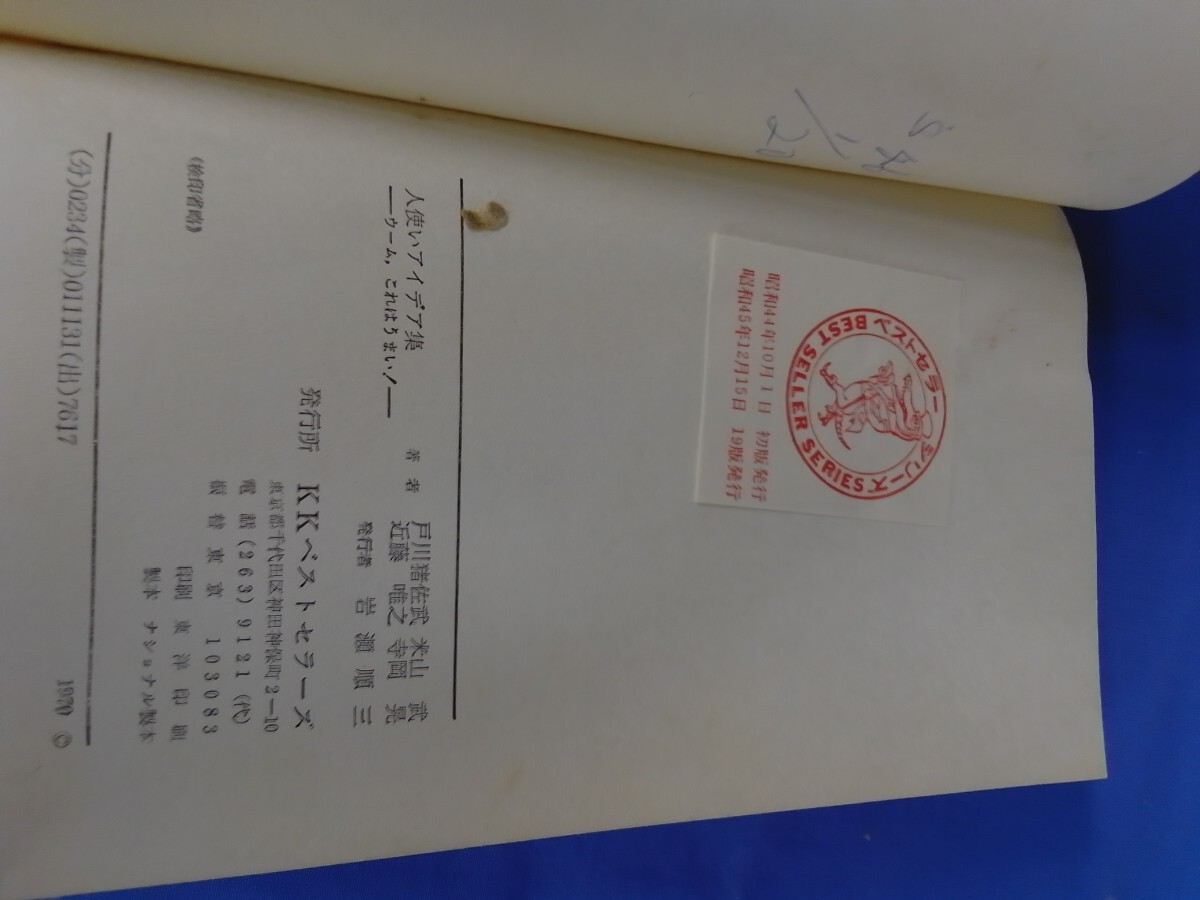 昭和44年10月1日 初版発行
昭和45年12月15日 19版発行
ベストセラーシリーズ
BEST SELLER SERIES
人使いアイデア集
――ウーム，これはうまい！――
著者 戸川猪佐武 米山 武
近藤 唯之 寺岡 晃
発行者 岩瀬順三
発行所 KKベストセラーズ
東京都千代田区神田神保町2―10
電話(263)9121(代)
振替東京 103083
印刷 東洋印刷
製本 ナショナル製本
《検印省略》
(分)0234(製)011131(出)7617
1970 ©